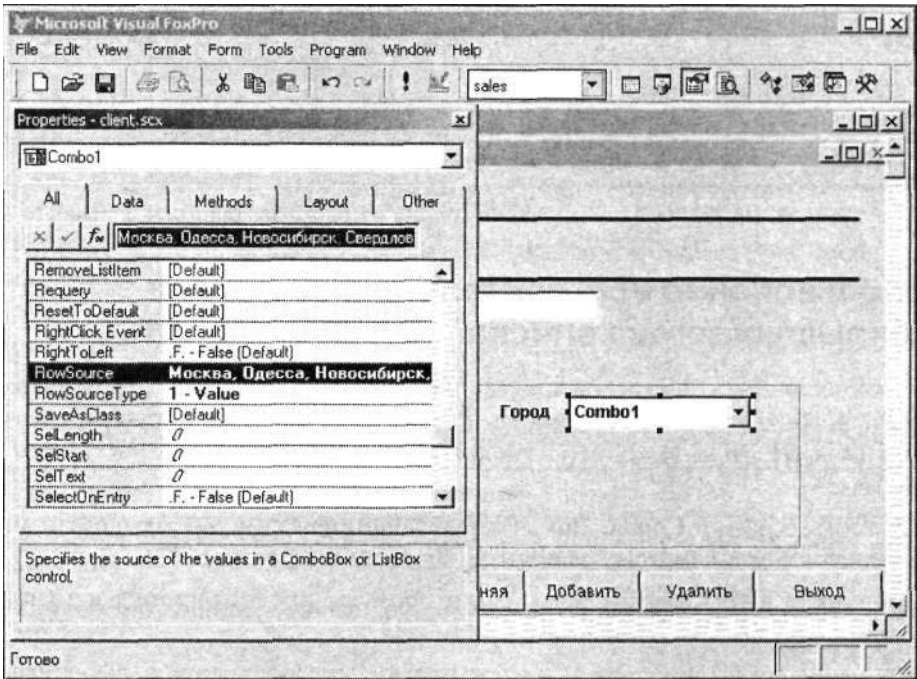 Microsoft Visual FoxPro
File Edit View Format Form Tools Program Window Help
sales
Properties - client.scx
Combo1
All Data Methods Layout Other
Москва, Одесса, Новосибирск, Свердлов
RemoveListItem [Default]
Requery [Default]
ResetToDefault [Default]
RightClick Event [Default]
RightToLeft .F. - False (Default)
RowSource Москва, Одесса, Новосибирск,
RowSourceType 1 - Value
SaveAsClass [Default]
SelLength 0
SelStart 0
SelText 0
SelectOnEntry .F. - False (Default)
Город Combo1
Specifies the source of the values in a ComboBox or ListBox
control.
няя Добавить Удалить Выход
Готово